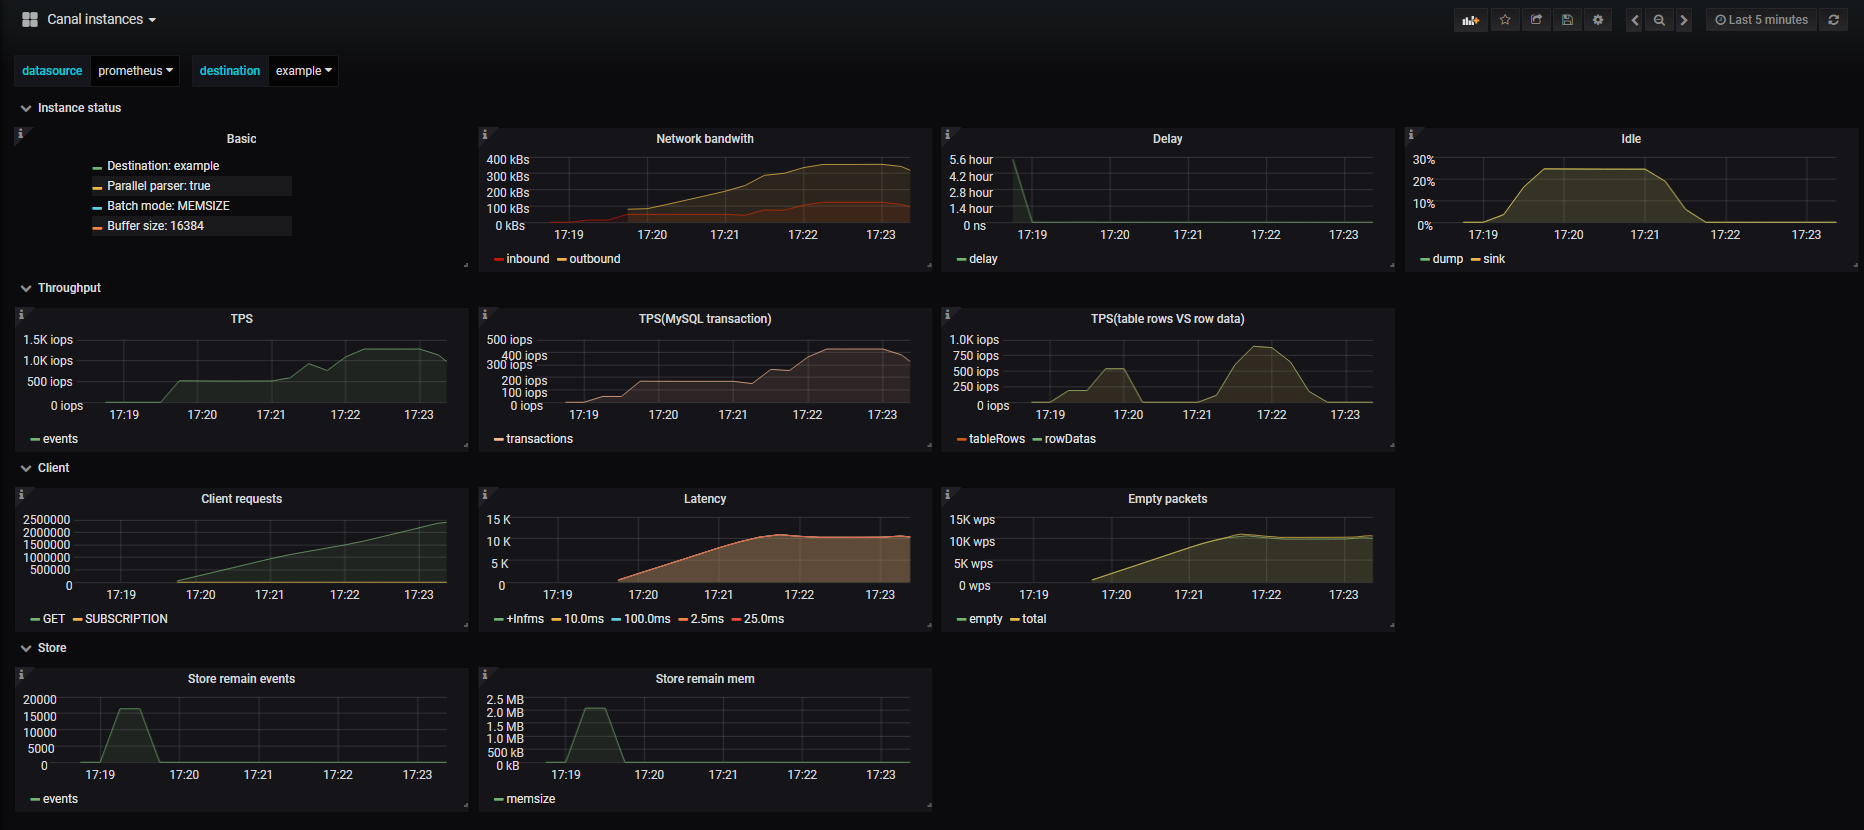 Canal instances
Last 5 minutes
datasource prometheus destination example
Instance status
Basic
Destination: example
Parallel parser: true
Batch mode: MEMSIZE
Buffer size: 16384
Network bandwith
400 kBs
300 kBs
200 kBs
100 kBs
0 kBs
17:19 17:20 17:21 17:22 17:23
inbound outbound
Delay
5.6 hour
4.2 hour
2.8 hour
1.4 hour
0 ns
17:19 17:20 17:21 17:22 17:23
delay
Idle
30%
20%
10%
0%
17:19 17:20 17:21 17:22 17:23
dump sink
Throughput
TPS
1.5K iops
1.0K iops
500 iops
0 iops
17:19 17:20 17:21 17:22 17:23
events
TPS(MySQL transaction)
500 iops
400 iops
300 iops
200 iops
100 iops
0 iops
17:19 17:20 17:21 17:22 17:23
transactions
TPS(table rows VS row data)
1.0K iops
750 iops
500 iops
250 iops
0 iops
17:19 17:20 17:21 17:22 17:23
tableRows rowDatas
Client
Client requests
2500000
2000000
1500000
1000000
500000
0
17:19 17:20 17:21 17:22 17:23
GET SUBSCRIPTION
Latency
15 K
10 K
5 K
0
17:19 17:20 17:21 17:22 17:23
+Infms 10.0ms 100.0ms 2.5ms 25.0ms
Empty packets
15K wps
10K wps
5K wps
0 wps
17:19 17:20 17:21 17:22 17:23
empty total
Store
Store remain events
20000
15000
10000
5000
0
17:19 17:20 17:21 17:22 17:23
events
Store remain mem
2.5 MB
2.0 MB
1.5 MB
1.0 MB
500 kB
0 kB
17:19 17:20 17:21 17:22 17:23
memsize